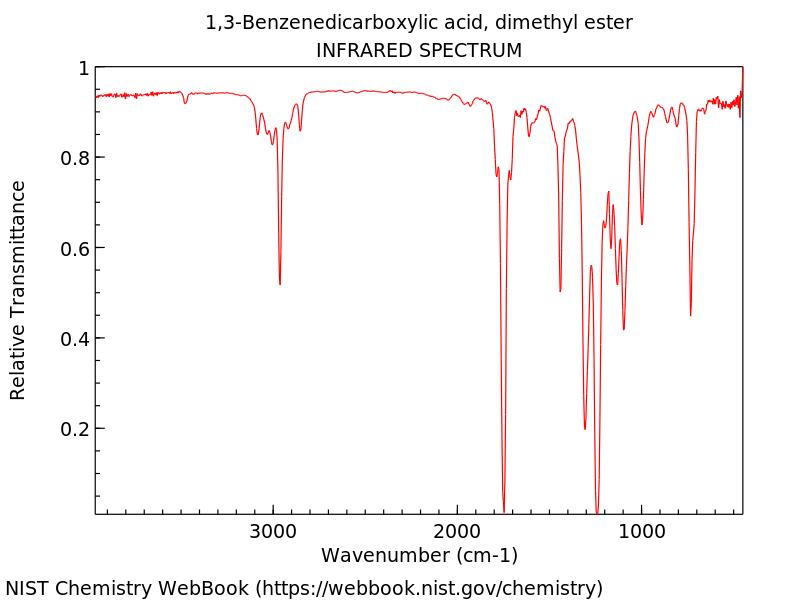 1,3-Benzenedicarboxylic acid, dimethyl ester
INFRARED SPECTRUM
1
0.8
0.6
0.4
0.2
Relative Transmittance
3000 2000 1000
Wavenumber (cm-1)
NIST Chemistry WebBook (https://webbook.nist.gov/chemistry)